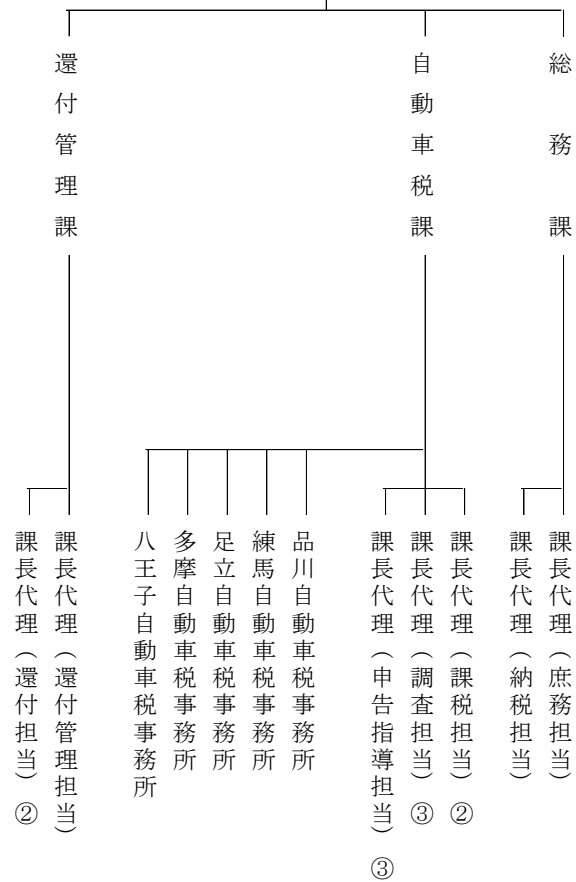 総務課
自動車税課
還付管理課
課長代理(庶務担当)
課長代理(納税担当)
課長代理(課税担当)②
課長代理(調査担当)③
課長代理(申告指導担当)③
品川自動車税事務所
練馬自動車税事務所
足立自動車税事務所
多摩自動車税事務所
八王子自動車税事務所
課長代理(還付管理担当)
課長代理(還付担当)②